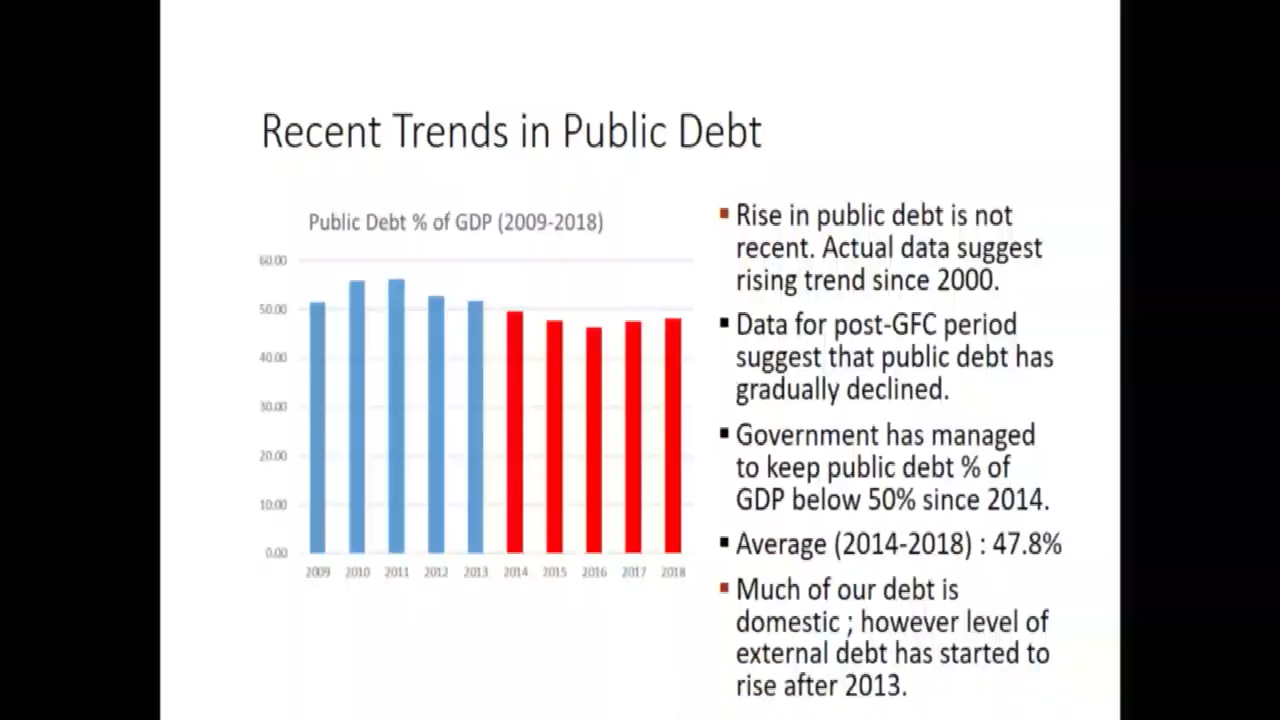 Recent Trends in Public Debt
Public Debt % of GDP (2009-2018)
60.00
50.00
40.00
30.00
20.00
10.00
0.00
2009 2010 2011 2012 2013 2014 2015 2016 2017 2018
▪ Rise in public debt is not
recent. Actual data suggest
rising trend since 2000.
▪ Data for post-GFC period
suggest that public debt has
gradually declined.
▪ Government has managed
to keep public debt % of
GDP below 50% since 2014.
▪ Average (2014-2018) : 47.8%
▪ Much of our debt is
domestic ; however level of
external debt has started to
rise after 2013.